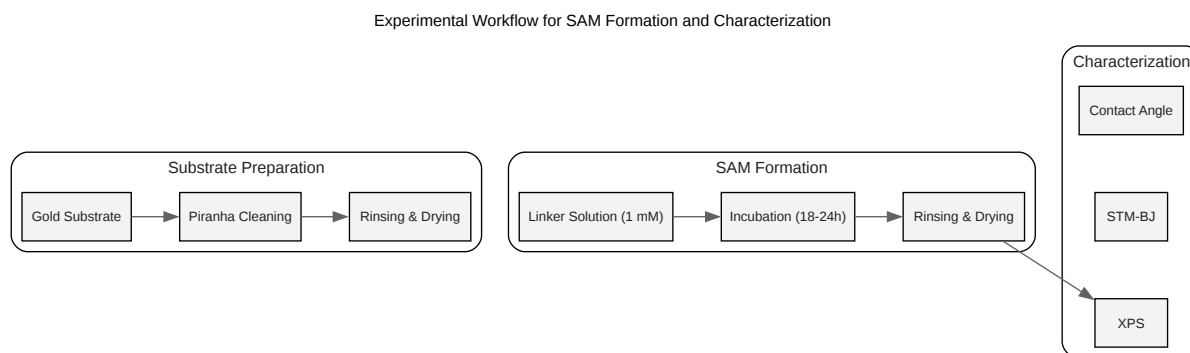 Experimental Workflow for SAM Formation and Characterization
Substrate Preparation
Gold Substrate
Piranha Cleaning
Rinsing & Drying
SAM Formation
Linker Solution (1 mM)
Incubation (18-24h)
Rinsing & Drying
Characterization
Contact Angle
STM-BJ
XPS